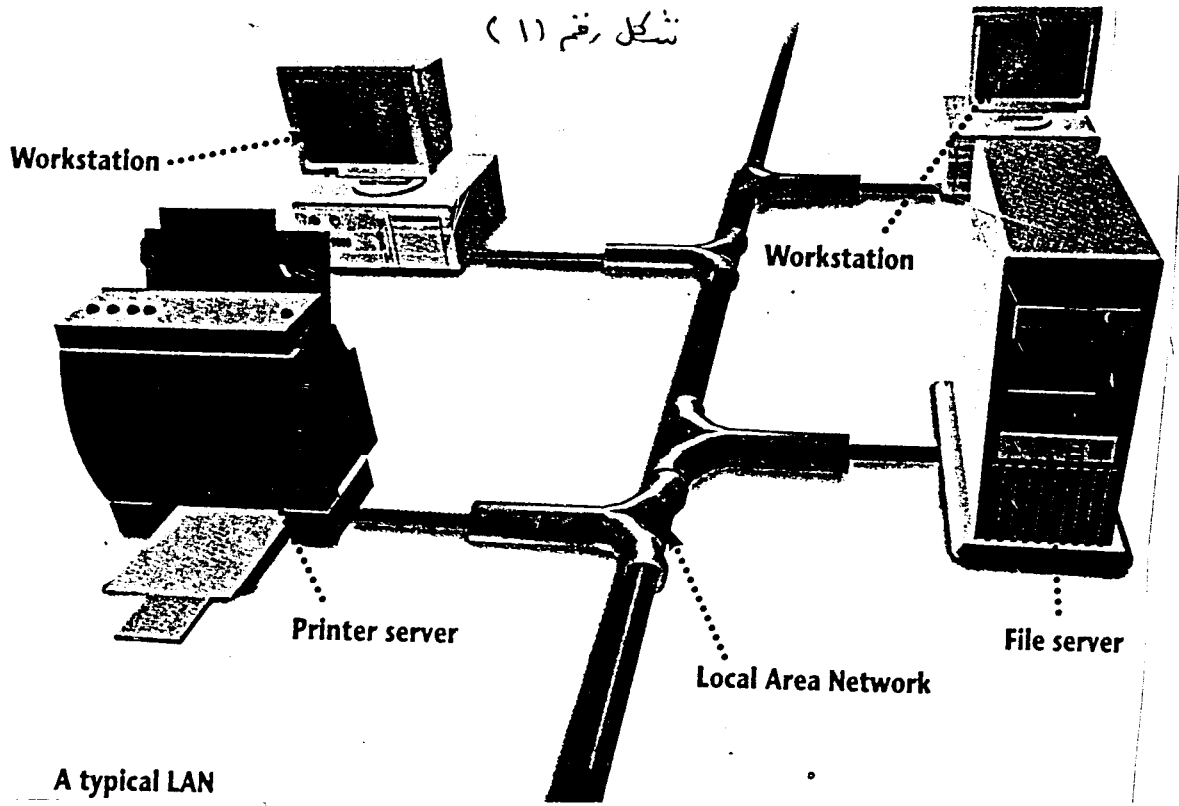 شكل رقم (١)
Workstation
Workstation
Printer server
File server
Local Area Network
A typical LAN